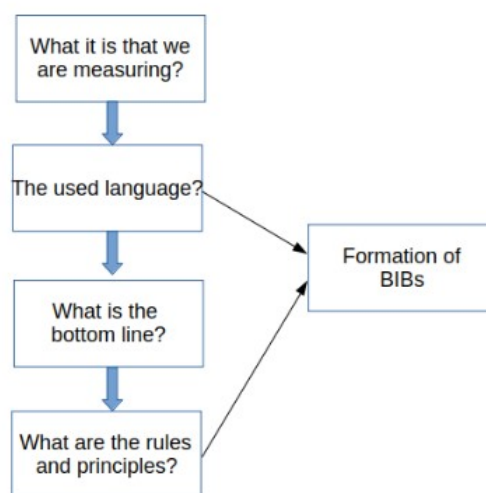 What it is that we
are measuring?
The used language?
Formation of
BIBs
What is the
bottom line?
What are the rules
and principles?